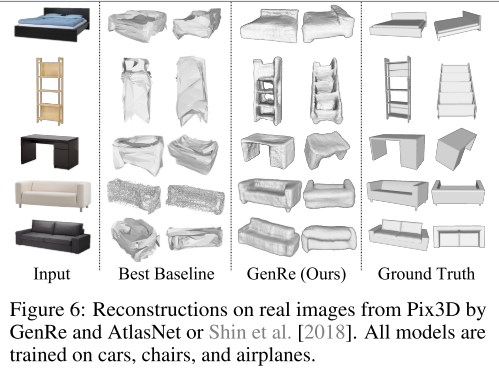 Input Best Baseline GenRe (Ours) Ground Truth
Figure 6: Reconstructions on real images from Pix3D by
GenRe and AtlasNet or Shin et al. [2018]. All models are
trained on cars, chairs, and airplanes.